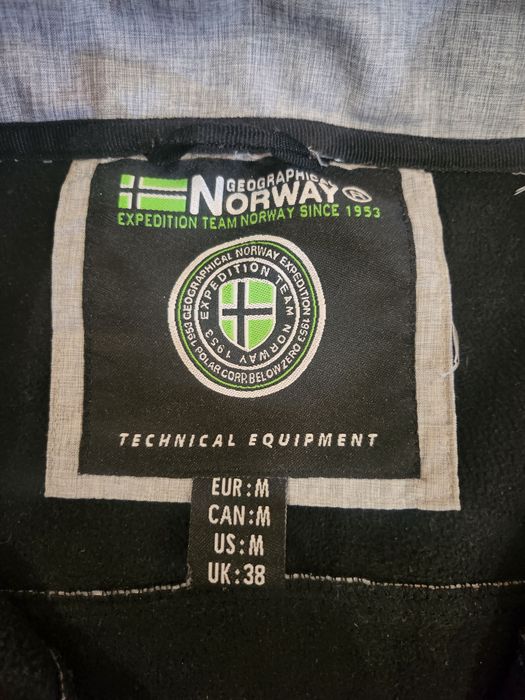 GEOGRAPHICAL
NORWAY®
EXPEDITION TEAM NORWAY SINCE 1953
1953 GEOGRAPHICAL NORWAY EXPEDITION 1953
POLAR CORP. BELOWZERO
EXPEDITION TEAM NORWAY 1953
TECHNICAL EQUIPMENT
EUR:M
CAN:M
US:M
UK:38